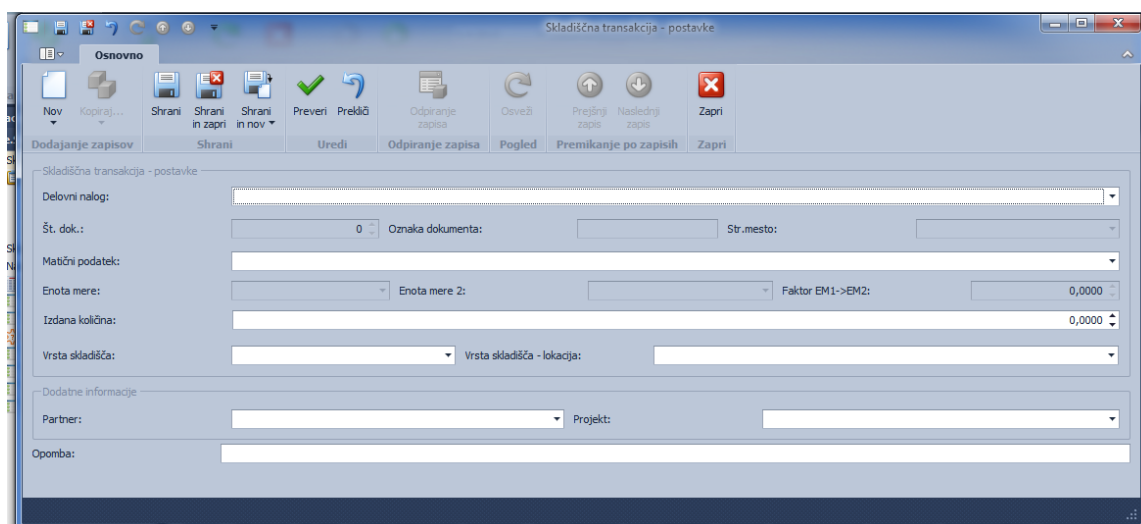 Skladiščna transakcija - postavke
Osnovno
Nov
Kopiraj...
Shrani
Shrani in zapri
Shrani in nov
Preveri
Prekliči
Odpiranje zapisa
Osveži
Prejšnji zapis
Naslednji zapis
Zapri
Dodajanje zapisov
Shrani
Uredi
Odpiranje zapisa
Pogled
Premikanje po zapisih
Zapri
Skladiščna transakcija - postavke
Delovni nalog:
Št. dok.: 0 Oznaka dokumenta: Str.mesto:
Matični podatek:
Enota mere: Enota mere 2: Faktor EM1->EM2: 0,0000
Izdana količina: 0,0000
Vrsta skladišča: Vrsta skladišča - lokacija:
Dodatne informacije
Partner: Projekt:
Opomba: